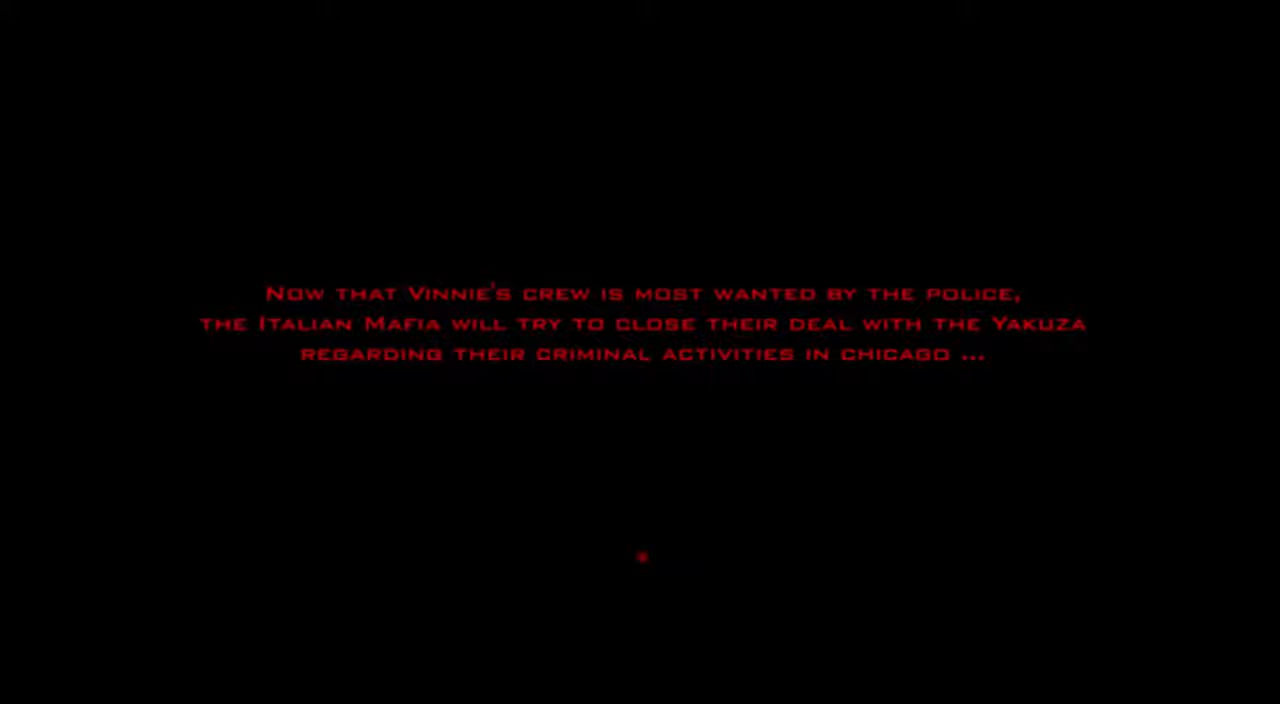 Now that Vinnie's crew is most wanted by the police,
the Italian Mafia will try to close their deal with the Yakuza
regarding their criminal activities in chicago ...